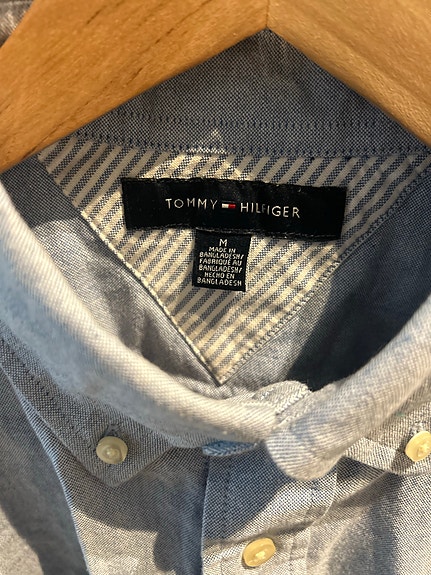 TOMMY HILFIGER
M
MADE IN
BANGLADESH/
FABRIQUÉ AU
BANGLADESH/
HECHO EN
BANGLADESH